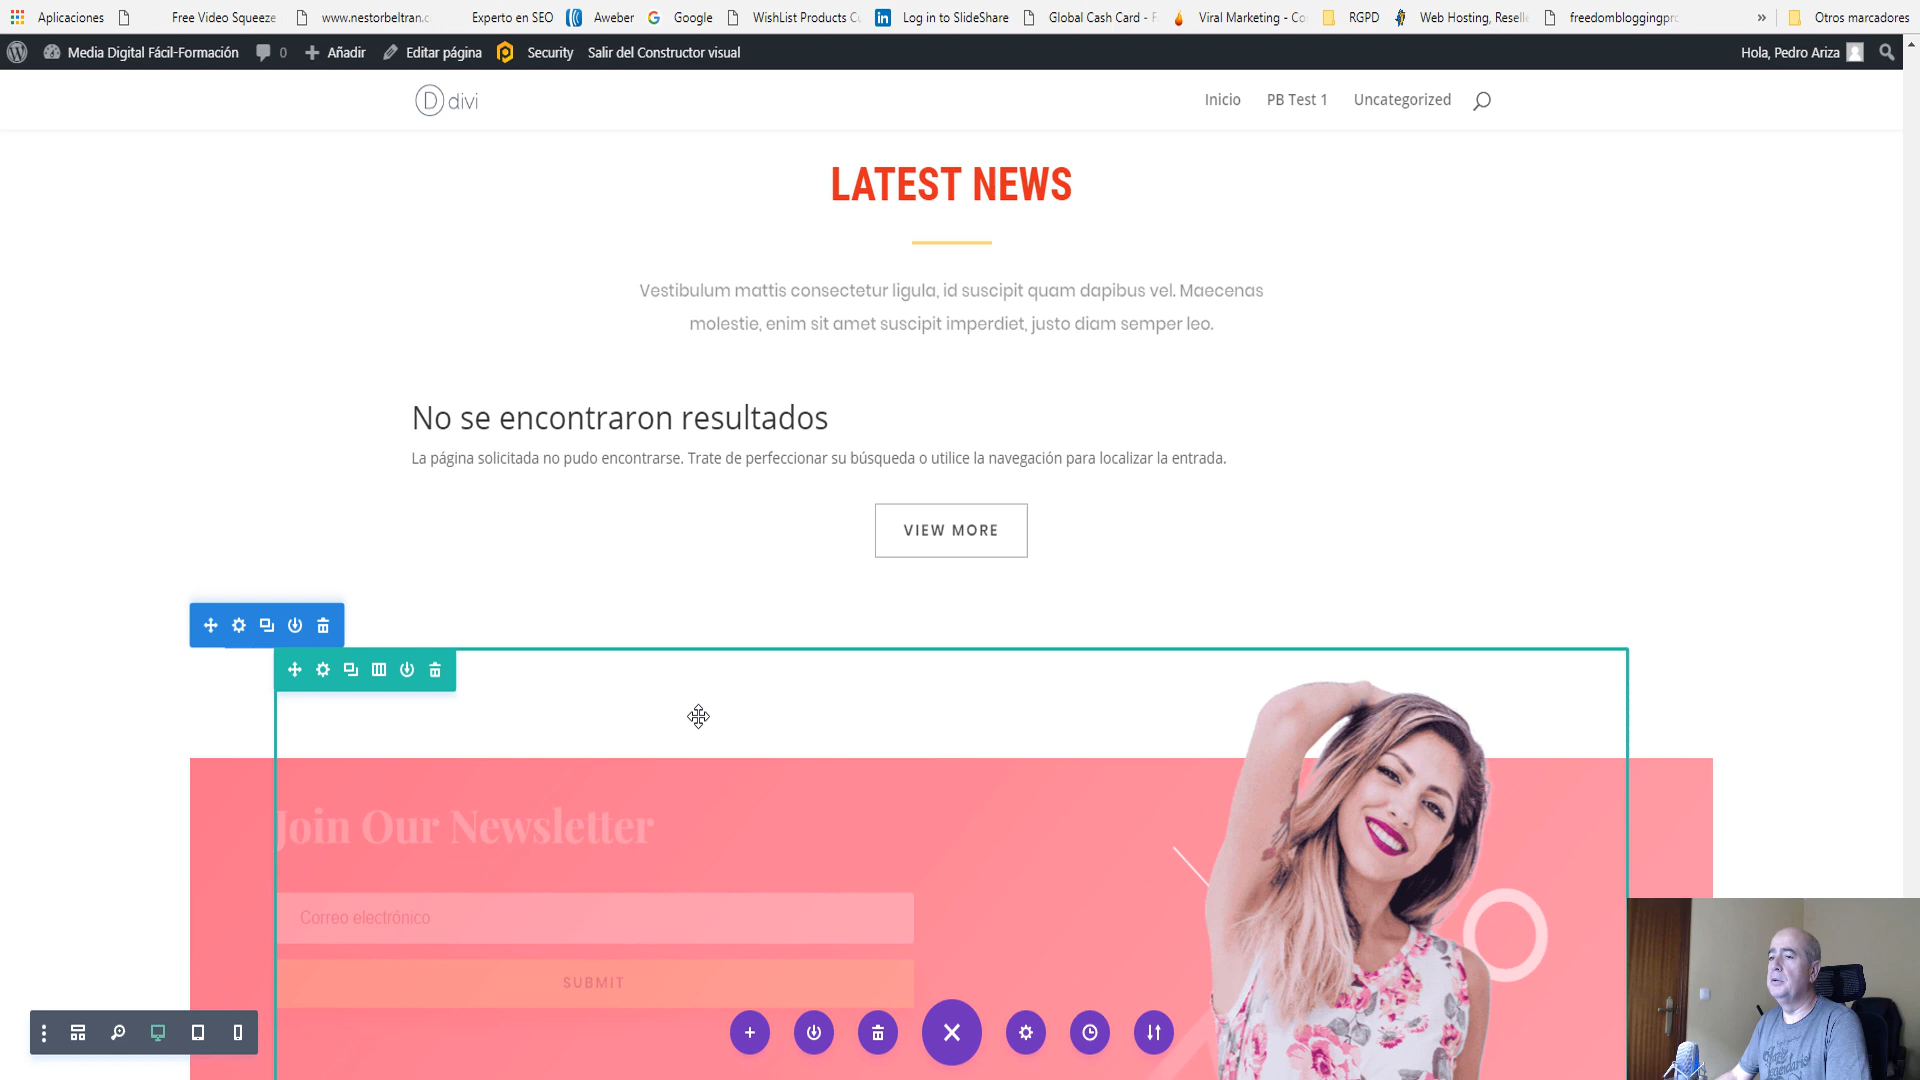 Aplicaciones Free Video Squeeze www.nestorbeltran.c Experto en SEO Aweber Google WishList Products Cu Log in to SlideShare Global Cash Card - F Viral Marketing - Co RGPD Web Hosting, Reselle freedombloggingpro » Otros marcadores
Media Digital Fácil-Formación 0 Añadir Editar página Security Salir del Constructor visual Hola, Pedro Ariza
D divi Inicio PB Test 1 Uncategorized
LATEST NEWS
Vestibulum mattis consectetur ligula, id suscipit quam dapibus vel. Maecenas
molestie, enim sit amet suscipit imperdiet, justo diam semper leo.
No se encontraron resultados
La página solicitada no pudo encontrarse. Trate de perfeccionar su búsqueda o utilice la navegación para localizar la entrada.
VIEW MORE
Join Our Newsletter
Correo electrónico
SUBMIT